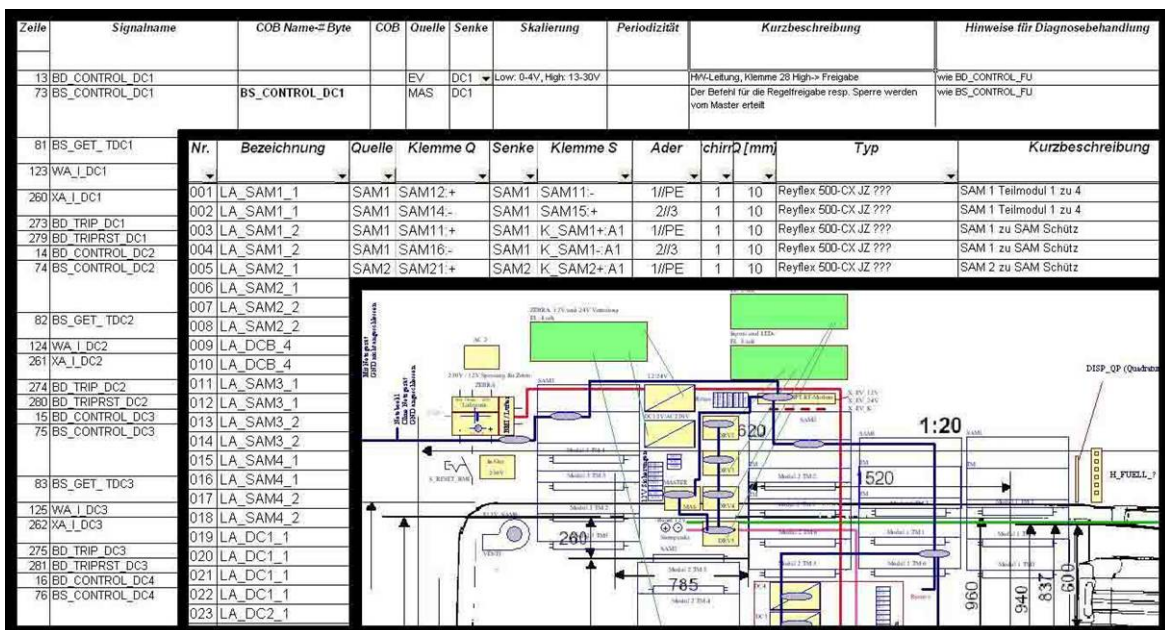 Zeile Signalname COB Name-# Byte COB Quelle Senke Skalierung Periodizität Kurzbeschreibung Hinweise für Diagnosebehandlung
13 BD_CONTROL_DC1 EV DC1 Low: 0-4V, High: 13-30V HW-Leitung, Klemme 28 High-> Freigabe wie BD_CONTROL_FU
73 BS_CONTROL_DC1 BS_CONTROL_DC1 MAS DC1 Der Befehl für die Regelfreigabe resp. Sperre werden wie BS_CONTROL_FU
vom Master erteilt
81 BS_GET_ TDC1
123 WA_I_DC1
260 XA_I_DC1
273 BD_TRIP_DC1
279 BD_TRIPRST_DC1
14 BD_CONTROL_DC2
74 BS_CONTROL_DC2
82 BS_GET_ TDC2
124 WA_I_DC2
261 XA_I_DC2
274 BD_TRIP_DC2
280 BD_TRIPRST_DC2
15 BD_CONTROL_DC3
75 BS_CONTROL_DC3
83 BS_GET_ TDC3
125 WA_I_DC3
262 XA_I_DC3
275 BD_TRIP_DC3
281 BD_TRIPRST_DC3
16 BD_CONTROL_DC4
76 BS_CONTROL_DC4
Nr. Bezeichnung Quelle Klemme Q Senke Klemme S Ader chirr Q [mm] Typ Kurzbeschreibung
001 LA_SAM1_1 SAM1 SAM12:+ SAM1 SAM11:- 1//PE 1 10 Reyflex 500-CX JZ ??? SAM 1 Teilmodul 1 zu 4
002 LA_SAM1_1 SAM1 SAM14:- SAM1 SAM15:+ 2//3 1 10 Reyflex 500-CX JZ ??? SAM 1 Teilmodul 1 zu 4
003 LA_SAM1_2 SAM1 SAM11:+ SAM1 K_SAM1+:A1 1//PE 1 10 Reyflex 500-CX JZ ??? SAM 1 zu SAM Schütz
004 LA_SAM1_2 SAM1 SAM16:- SAM1 K_SAM1-:A1 2//3 1 10 Reyflex 500-CX JZ ??? SAM 1 zu SAM Schütz
005 LA_SAM2_1 SAM2 SAM21:+ SAM2 K_SAM2+:A1 1//PE 1 10 Reyflex 500-CX JZ ??? SAM 2 zu SAM Schütz
006 LA_SAM2_1
007 LA_SAM2_2
008 LA_SAM2_2
009 LA_DCB_4
010 LA_DCB_4
011 LA_SAM3_1
012 LA_SAM3_1
013 LA_SAM3_2
014 LA_SAM3_2
015 LA_SAM4_1
016 LA_SAM4_1
017 LA_SAM4_2
018 LA_SAM4_2
019 LA_DC1_1
020 LA_DC1_1
021 LA_DC1_1
022 LA_DC1_1
023 LA_DC2_1
ZEBRA
MASTER
DISP_QP
H_FUELL_?
1:20
620
520
260
785
960
940
837
600